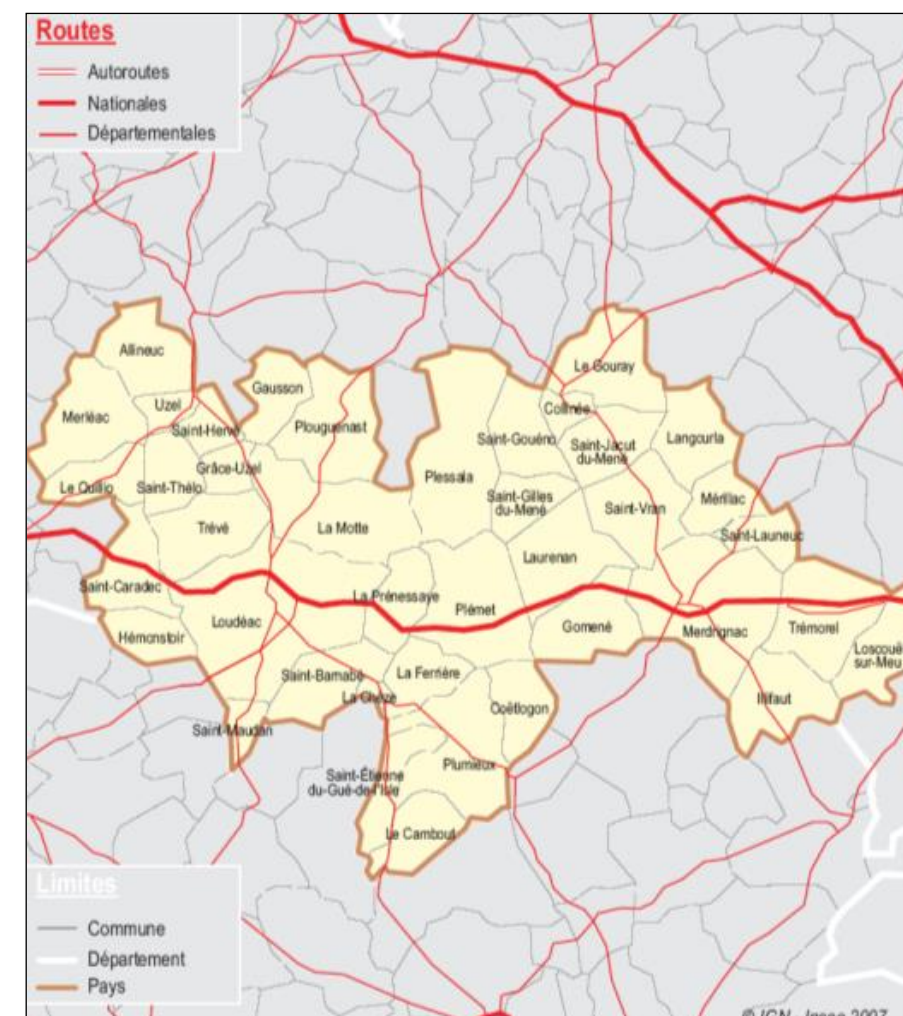 Routes
Autoroutes
Nationales
Départementales
Allineuc
Le Gouray
Gausson
Uzel
Collinée
Merléac
Saint-Hervé
Plouguenast
Saint-Gouéno
Saint-Jacut
du-Mené
Langourla
Grâce-Uzel
Plessala
Le Quillio
Saint-Thélo
Saint-Gilles
du-Mené
Mérillac
Saint-Vran
Trévé
La Motte
Saint-Launeuc
Laurenan
Saint-Caradec
La Prénessaye
Plémet
Loudéac
Gomené
Merdrignac
Trémorel
Hémonstoir
Loscouët
sur-Meu
Saint-Barnabé
La Ferrière
La Chèze
Illifaut
Coëtlogon
Saint-Maudan
Plumieux
Saint-Étienne
du-Gué-de-l'Isle
Le Cambout
Limites
Commune
Département
Pays
© IGN - Insee 2007